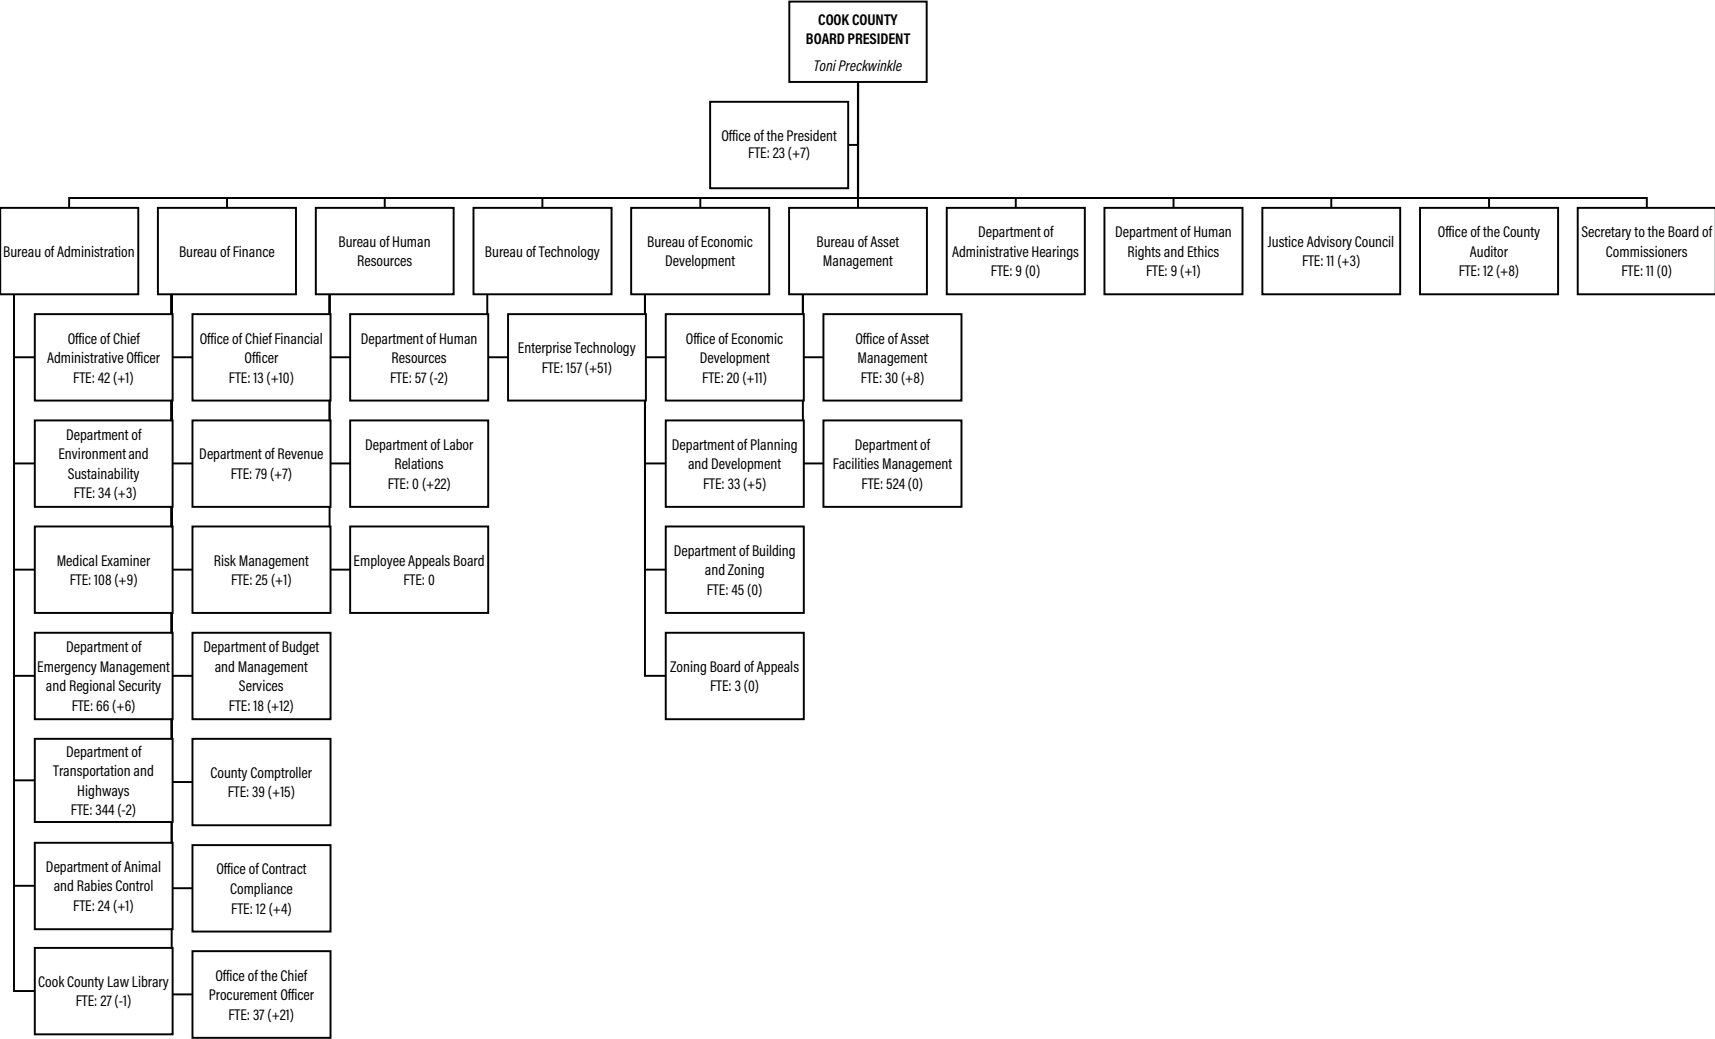 COOK COUNTY
BOARD PRESIDENT
Toni Preckwinkle
Office of the President
FTE: 23 (+7)
Bureau of Administration
Bureau of Finance
Bureau of Human
Resources
Bureau of Technology
Bureau of Economic
Development
Bureau of Asset
Management
Department of
Administrative Hearings
FTE: 9 (0)
Department of Human
Rights and Ethics
FTE: 9 (+1)
Justice Advisory Council
FTE: 11 (+3)
Office of the County
Auditor
FTE: 12 (+8)
Secretary to the Board of
Commissioners
FTE: 11 (0)
Office of Chief
Administrative Officer
FTE: 42 (+1)
Office of Chief Financial
Officer
FTE: 13 (+10)
Department of Human
Resources
FTE: 57 (-2)
Enterprise Technology
FTE: 157 (+51)
Office of Economic
Development
FTE: 20 (+11)
Office of Asset
Management
FTE: 30 (+8)
Department of
Environment and
Sustainability
FTE: 34 (+3)
Department of Revenue
FTE: 79 (+7)
Department of Labor
Relations
FTE: 0 (+22)
Department of Planning
and Development
FTE: 33 (+5)
Department of
Facilities Management
FTE: 524 (0)
Medical Examiner
FTE: 108 (+9)
Risk Management
FTE: 25 (+1)
Employee Appeals Board
FTE: 0
Department of Building
and Zoning
FTE: 45 (0)
Department of
Emergency Management
and Regional Security
FTE: 66 (+6)
Department of Budget
and Management
Services
FTE: 18 (+12)
Zoning Board of Appeals
FTE: 3 (0)
Department of
Transportation and
Highways
FTE: 344 (-2)
County Comptroller
FTE: 39 (+15)
Department of Animal
and Rabies Control
FTE: 24 (+1)
Office of Contract
Compliance
FTE: 12 (+4)
Cook County Law Library
FTE: 27 (-1)
Office of the Chief
Procurement Officer
FTE: 37 (+21)